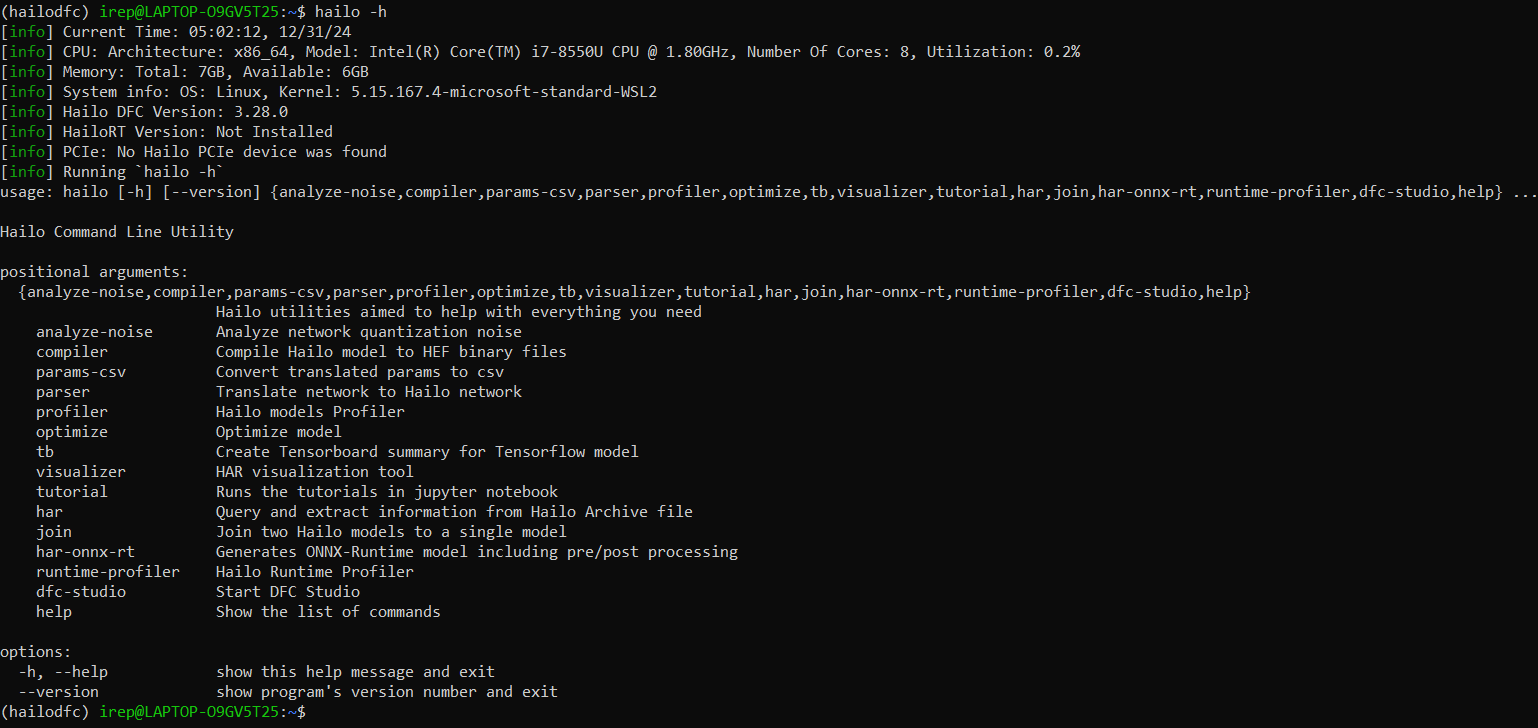 (hailodfc) irep@LAPTOP-O9GV5T25:~$ hailo -h
[info] Current Time: 05:02:12, 12/31/24
[info] CPU: Architecture: x86_64, Model: Intel(R) Core(TM) i7-8550U CPU @ 1.80GHz, Number Of Cores: 8, Utilization: 0.2%
[info] Memory: Total: 7GB, Available: 6GB
[info] System info: OS: Linux, Kernel: 5.15.167.4-microsoft-standard-WSL2
[info] Hailo DFC Version: 3.28.0
[info] HailoRT Version: Not Installed
[info] PCIe: No Hailo PCIe device was found
[info] Running `hailo -h`
usage: hailo [-h] [--version] {analyze-noise,compiler,params-csv,parser,profiler,optimize,tb,visualizer,tutorial,har,join,har-onnx-rt,runtime-profiler,dfc-studio,help} ...

Hailo Command Line Utility

positional arguments:
  {analyze-noise,compiler,params-csv,parser,profiler,optimize,tb,visualizer,tutorial,har,join,har-onnx-rt,runtime-profiler,dfc-studio,help}
                        Hailo utilities aimed to help with everything you need
    analyze-noise       Analyze network quantization noise
    compiler            Compile Hailo model to HEF binary files
    params-csv          Convert translated params to csv
    parser              Translate network to Hailo network
    profiler            Hailo models Profiler
    optimize            Optimize model
    tb                  Create Tensorboard summary for Tensorflow model
    visualizer          HAR visualization tool
    tutorial            Runs the tutorials in jupyter notebook
    har                 Query and extract information from Hailo Archive file
    join                Join two Hailo models to a single model
    har-onnx-rt         Generates ONNX-Runtime model including pre/post processing
    runtime-profiler    Hailo Runtime Profiler
    dfc-studio          Start DFC Studio
    help                Show the list of commands

options:
  -h, --help            show this help message and exit
  --version             show program's version number and exit
(hailodfc) irep@LAPTOP-O9GV5T25:~$